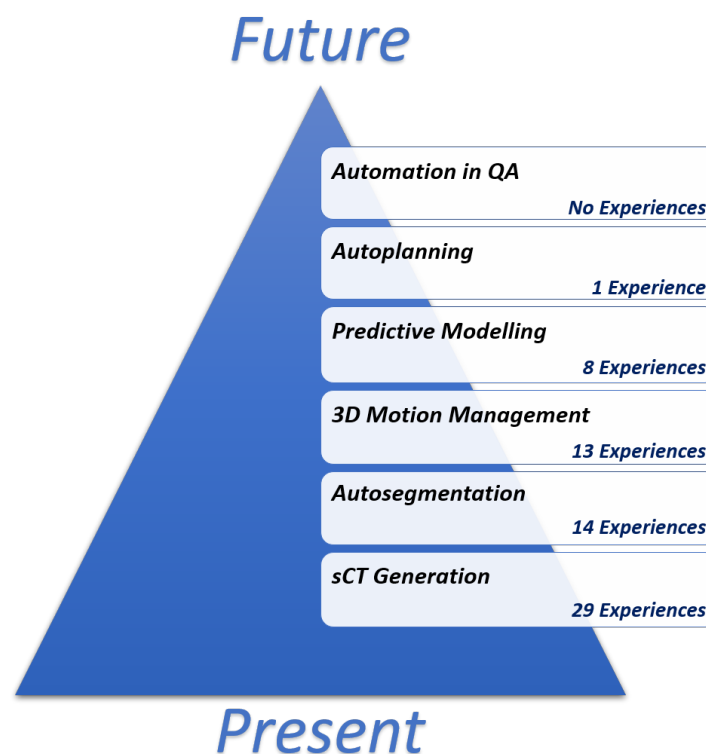 Future
Automation in QA
No Experiences
Autoplanning
1 Experience
Predictive Modelling
8 Experiences
3D Motion Management
13 Experiences
Autosegmentation
14 Experiences
sCT Generation
29 Experiences
Present